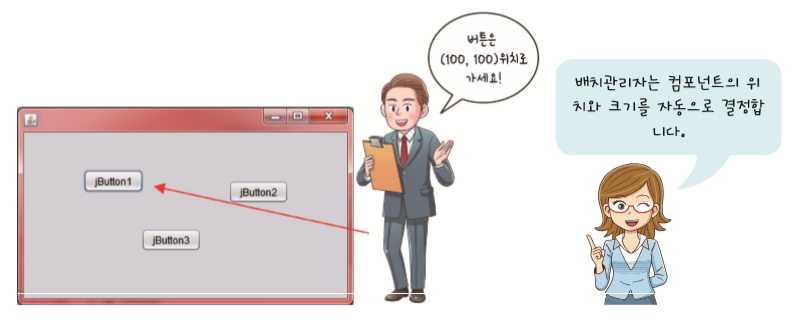 버튼은
(100, 100)위치로
가세요!
배치관리자는 컴포넌트의 위
치와 크기를 자동으로 결정합
니다.
jButton1
jButton2
jButton3